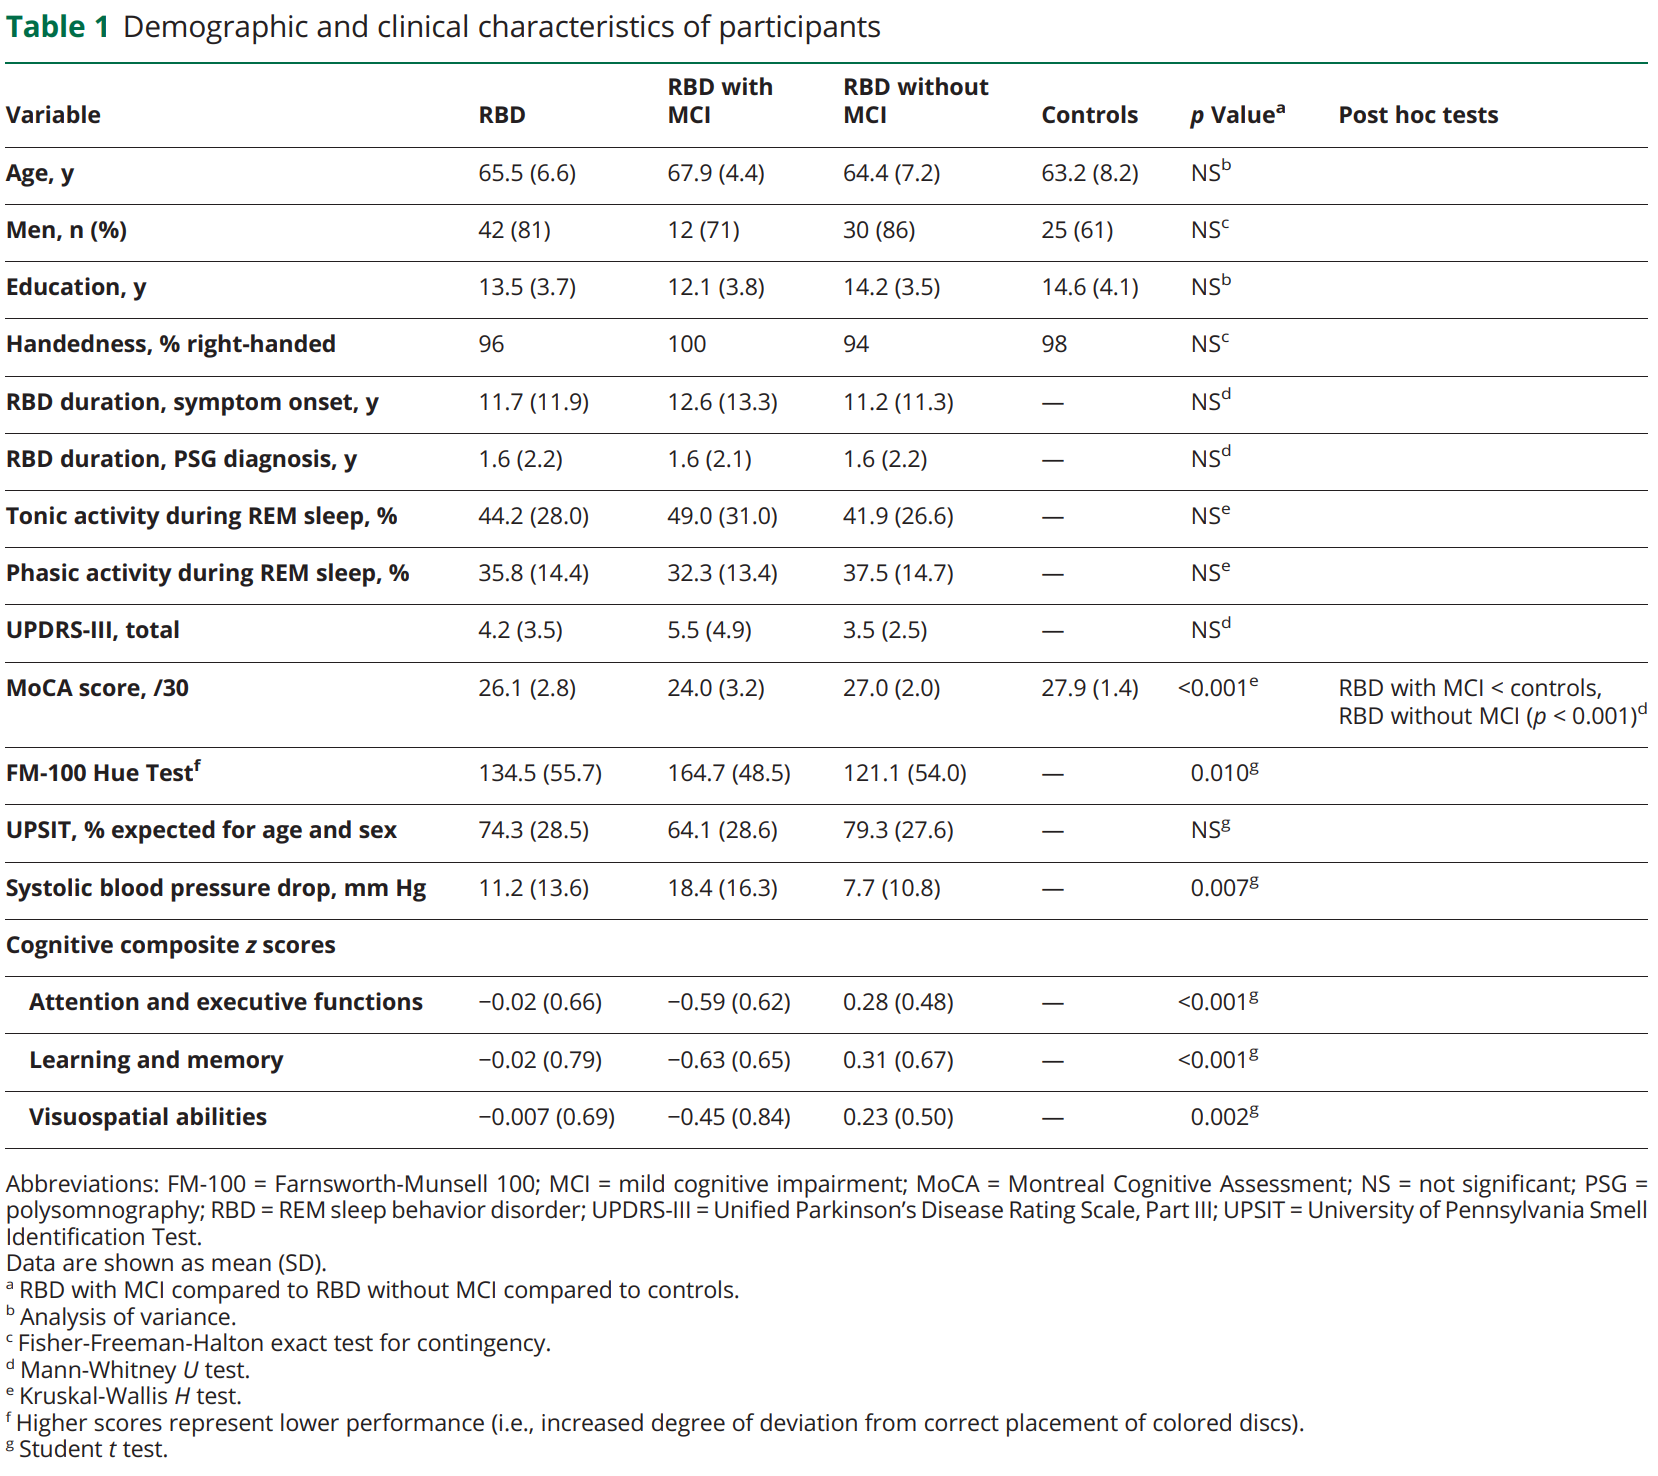 Table 1 Demographic and clinical characteristics of participants
Variable RBD RBD with MCI RBD without MCI Controls p Valueᵃ Post hoc tests
Age, y 65.5 (6.6) 67.9 (4.4) 64.4 (7.2) 63.2 (8.2) NSᵇ
Men, n (%) 42 (81) 12 (71) 30 (86) 25 (61) NSᶜ
Education, y 13.5 (3.7) 12.1 (3.8) 14.2 (3.5) 14.6 (4.1) NSᵇ
Handedness, % right-handed 96 100 94 98 NSᶜ
RBD duration, symptom onset, y 11.7 (11.9) 12.6 (13.3) 11.2 (11.3) — NSᵈ
RBD duration, PSG diagnosis, y 1.6 (2.2) 1.6 (2.1) 1.6 (2.2) — NSᵈ
Tonic activity during REM sleep, % 44.2 (28.0) 49.0 (31.0) 41.9 (26.6) — NSᵉ
Phasic activity during REM sleep, % 35.8 (14.4) 32.3 (13.4) 37.5 (14.7) — NSᵉ
UPDRS-III, total 4.2 (3.5) 5.5 (4.9) 3.5 (2.5) — NSᵈ
MoCA score, /30 26.1 (2.8) 24.0 (3.2) 27.0 (2.0) 27.9 (1.4) <0.001ᵉ RBD with MCI < controls,
RBD without MCI (p < 0.001)ᵈ
FM-100 Hue Testᶠ 134.5 (55.7) 164.7 (48.5) 121.1 (54.0) — 0.010ᵍ
UPSIT, % expected for age and sex 74.3 (28.5) 64.1 (28.6) 79.3 (27.6) — NSᵍ
Systolic blood pressure drop, mm Hg 11.2 (13.6) 18.4 (16.3) 7.7 (10.8) — 0.007ᵍ
Cognitive composite z scores
Attention and executive functions −0.02 (0.66) −0.59 (0.62) 0.28 (0.48) — <0.001ᵍ
Learning and memory −0.02 (0.79) −0.63 (0.65) 0.31 (0.67) — <0.001ᵍ
Visuospatial abilities −0.007 (0.69) −0.45 (0.84) 0.23 (0.50) — 0.002ᵍ
Abbreviations: FM-100 = Farnsworth-Munsell 100; MCI = mild cognitive impairment; MoCA = Montreal Cognitive Assessment; NS = not significant; PSG =
polysomnography; RBD = REM sleep behavior disorder; UPDRS-III = Unified Parkinson's Disease Rating Scale, Part III; UPSIT = University of Pennsylvania Smell
Identification Test.
Data are shown as mean (SD).
ᵃ RBD with MCI compared to RBD without MCI compared to controls.
ᵇ Analysis of variance.
ᶜ Fisher-Freeman-Halton exact test for contingency.
ᵈ Mann-Whitney U test.
ᵉ Kruskal-Wallis H test.
ᶠ Higher scores represent lower performance (i.e., increased degree of deviation from correct placement of colored discs).
ᵍ Student t test.